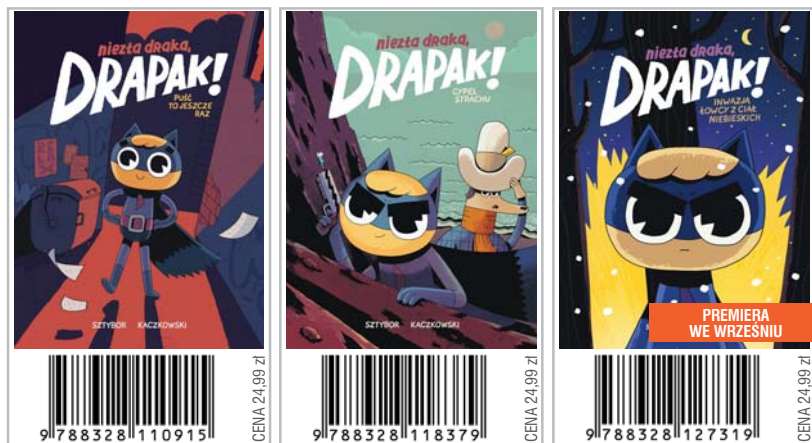 niezła draka,
DRAPAK!
PUŚĆ
TO JESZCZE
RAZ
SZTYBOR KACZKOWSKI
9 788328 110915
CENA 24,99 zł
niezła draka,
DRAPAK!
CYPEL
STRACHU
SZTYBOR KACZKOWSKI
9 788328 118379
CENA 24,99 zł
niezła draka,
DRAPAK!
INWAZJA
ŁOWCY Z CIAŁ
NIEBIESKICH
PREMIERA
WE WRZEŚNIU
9 788328 127319
CENA 24,99 zł